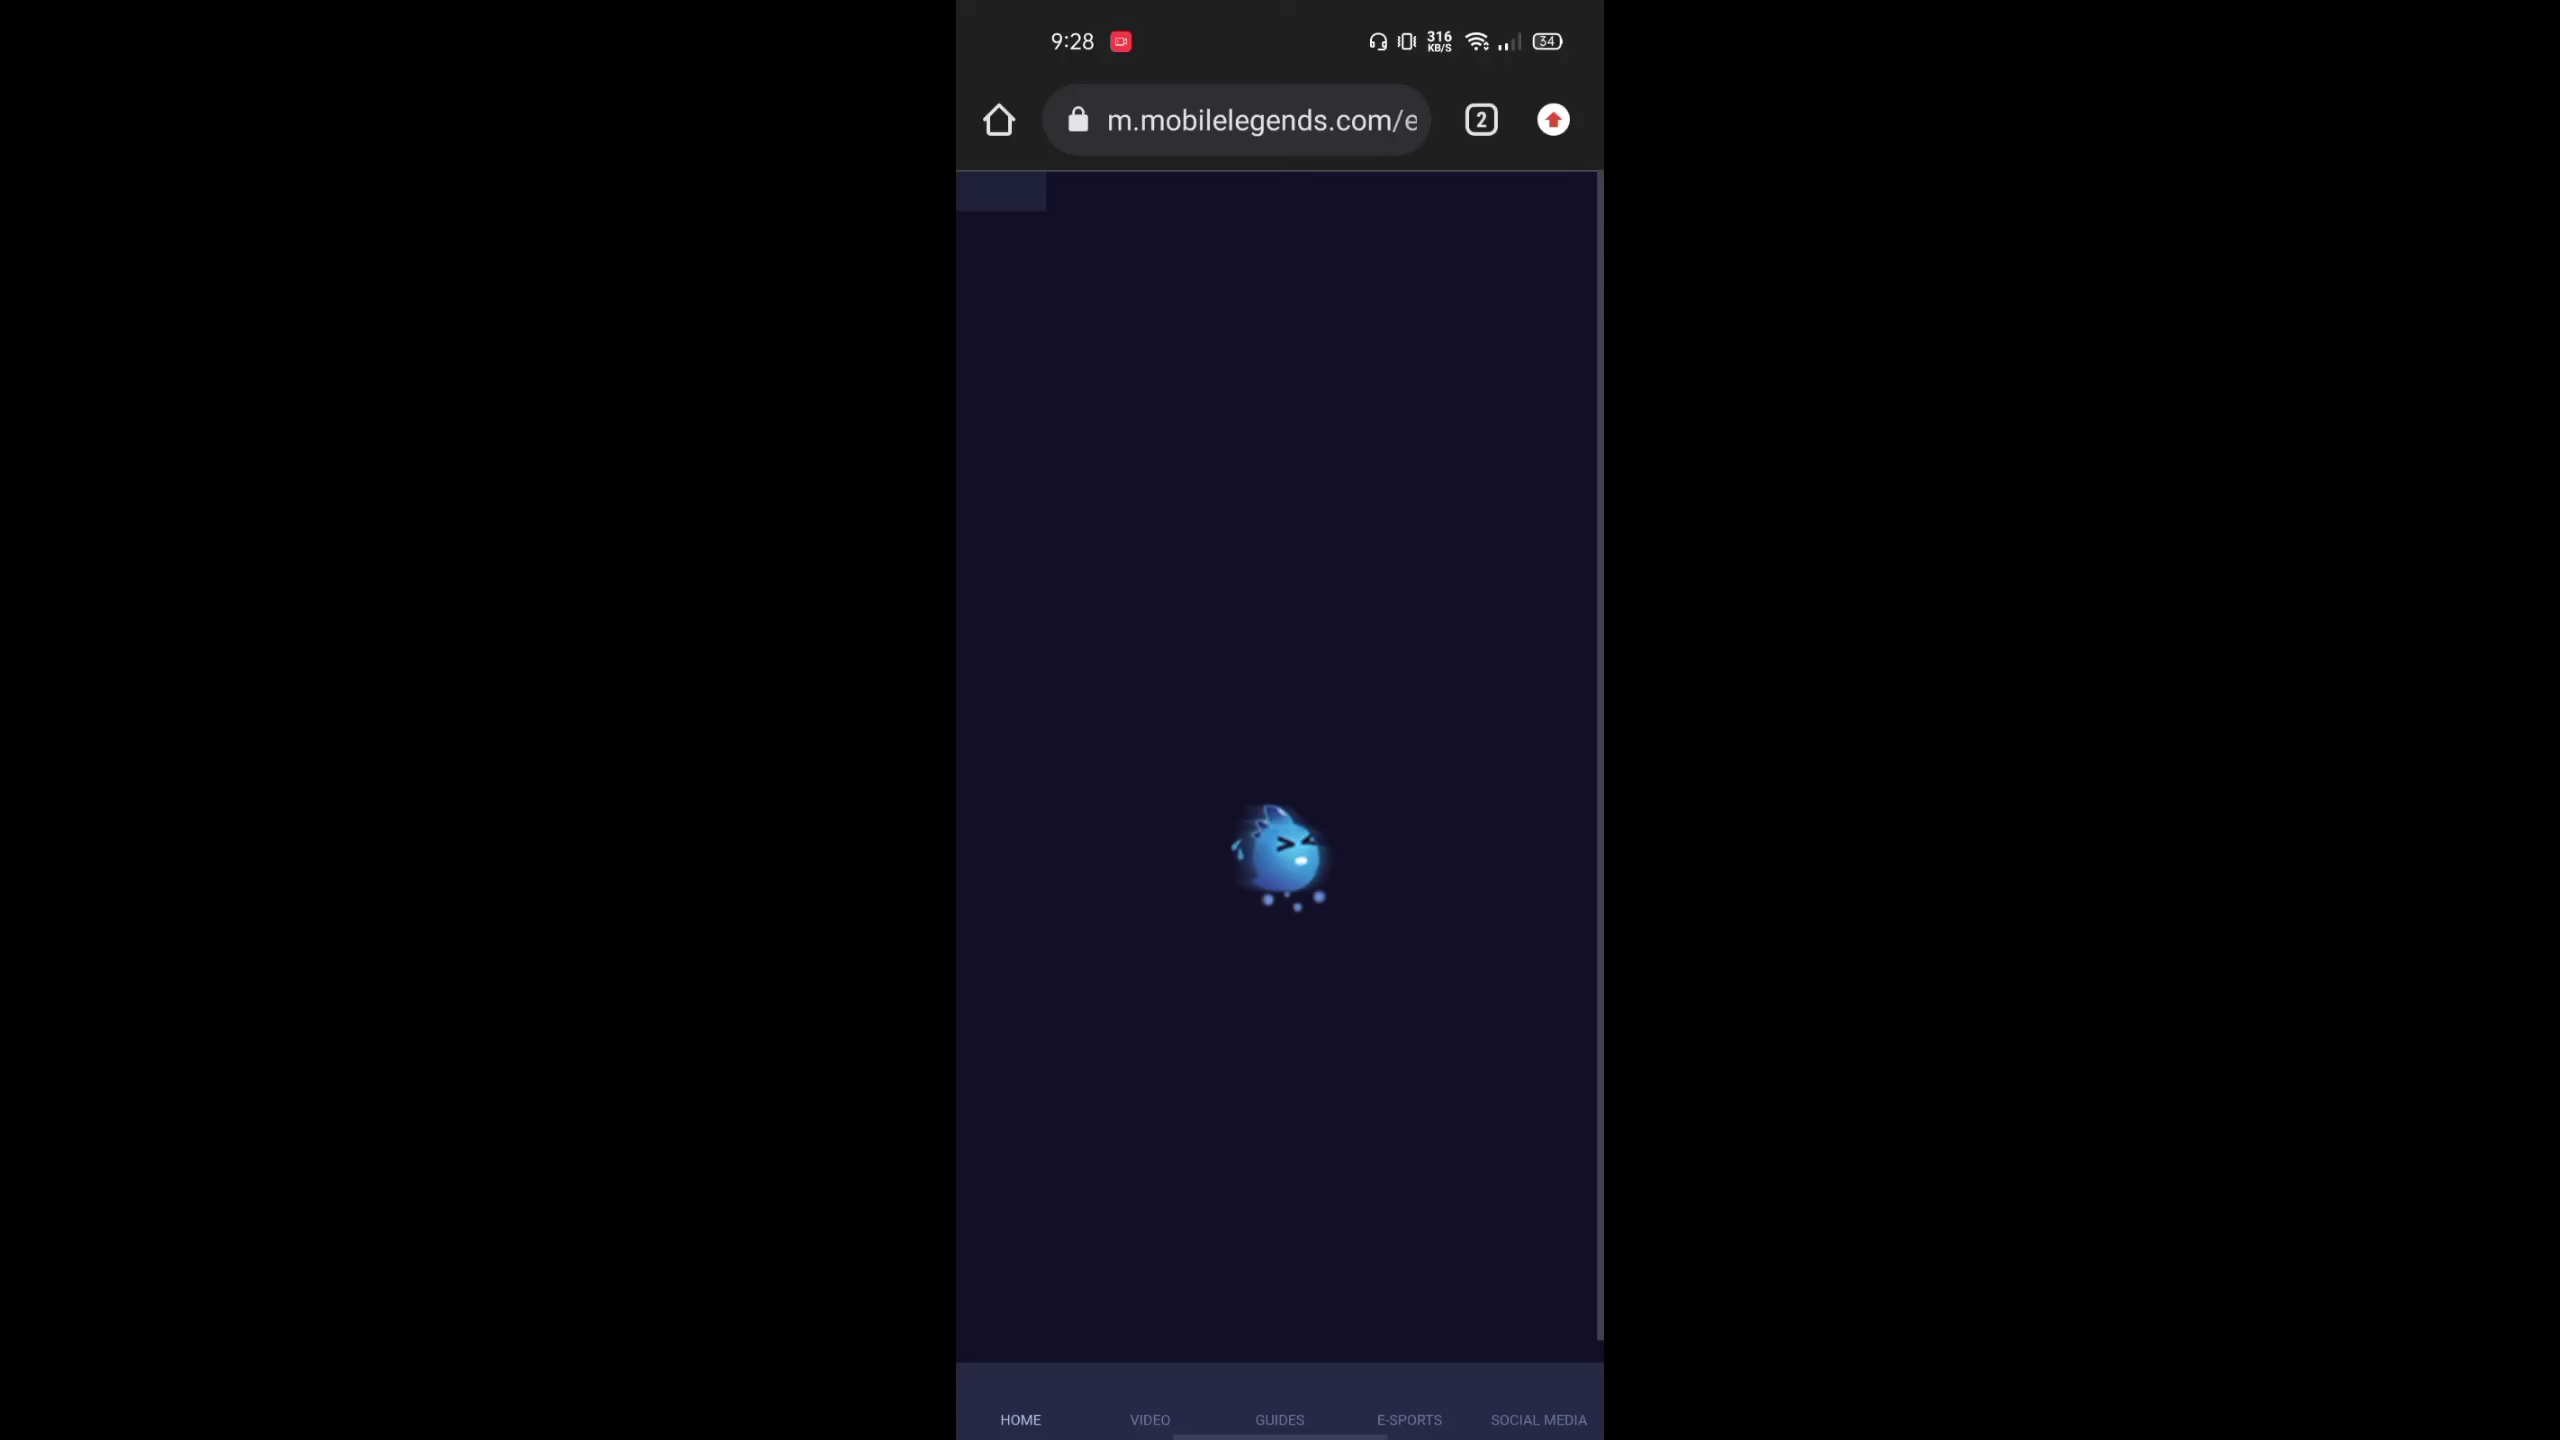 9:28
316
KB/S
34
m.mobilelegends.com/e
2
HOME
VIDEO
GUIDES
E-SPORTS
SOCIAL MEDIA